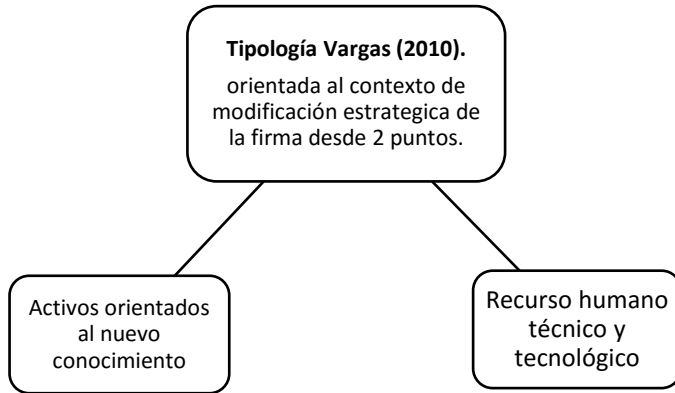 Tipología Vargas (2010).
orientada al contexto de
modificación estrategica de
la firma desde 2 puntos.
Activos orientados
al nuevo
conocimiento
Recurso humano
técnico y
tecnológico